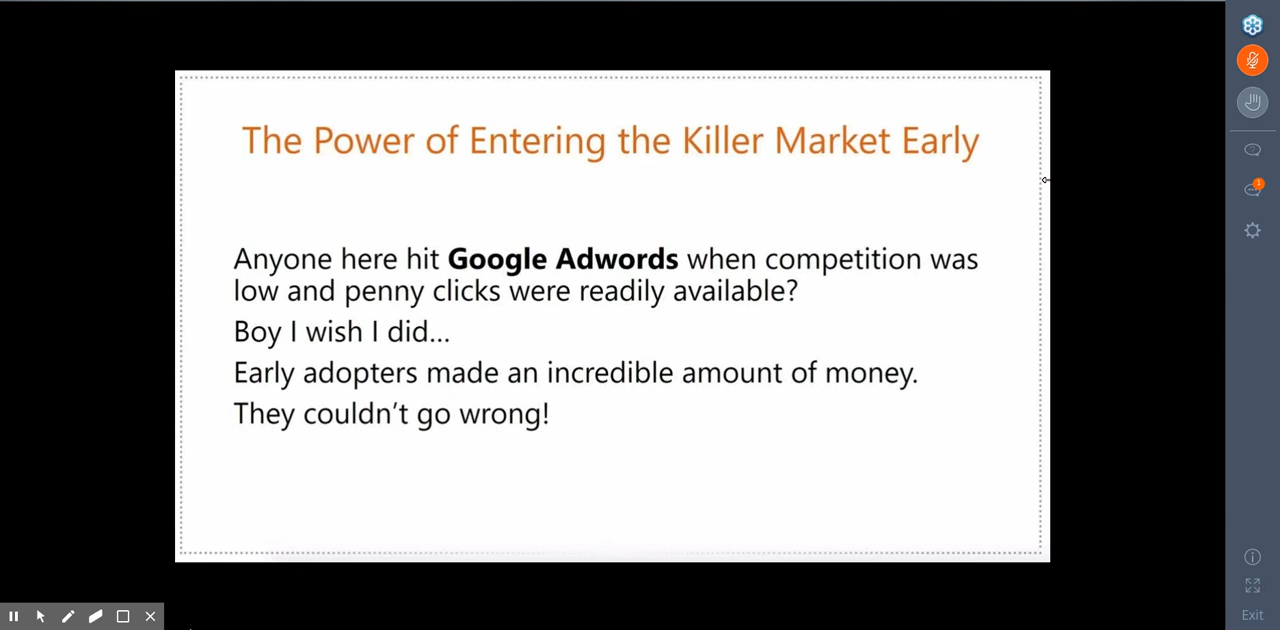 The Power of Entering the Killer Market Early
Anyone here hit Google Adwords when competition was
low and penny clicks were readily available?
Boy I wish I did...
Early adopters made an incredible amount of money.
They couldn't go wrong!
1
Exit